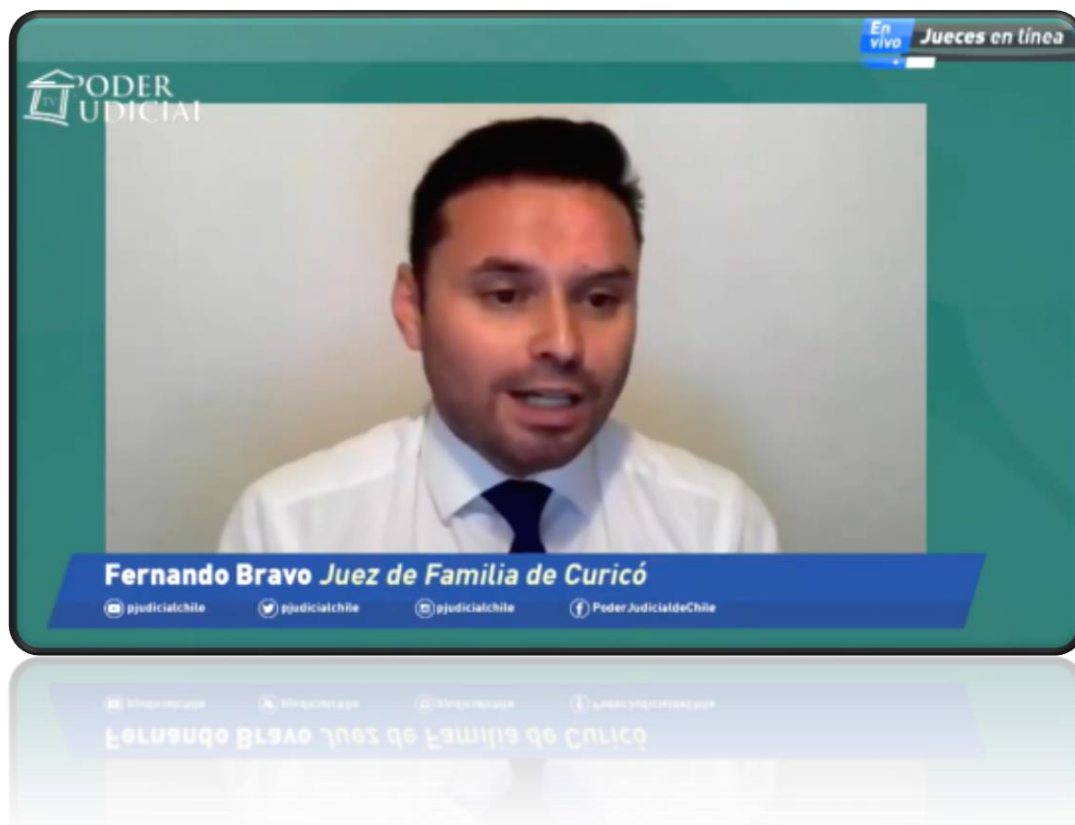 En vivo Jueces en línea
PODER
JUDICIAL
TV
Fernando Bravo Juez de Familia de Curicó
pjudicialchile pjudicialchile pjudicialchile PoderJudicialdeChile